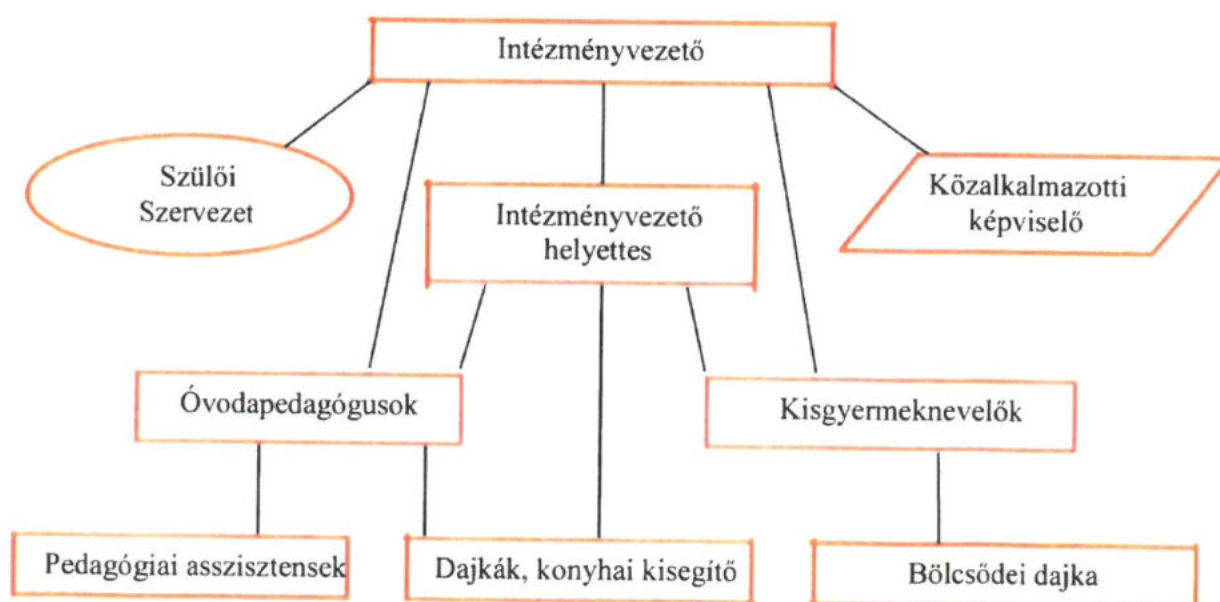 Intézményvezető
Szülői
Szervezet
Intézményvezető
helyettes
Közalkalmazotti
képviselő
Óvodapedagógusok
Kisgyermeknevelők
Pedagógiai asszisztensek
Dajkák, konyhai kisegítő
Bölcsődei dajka